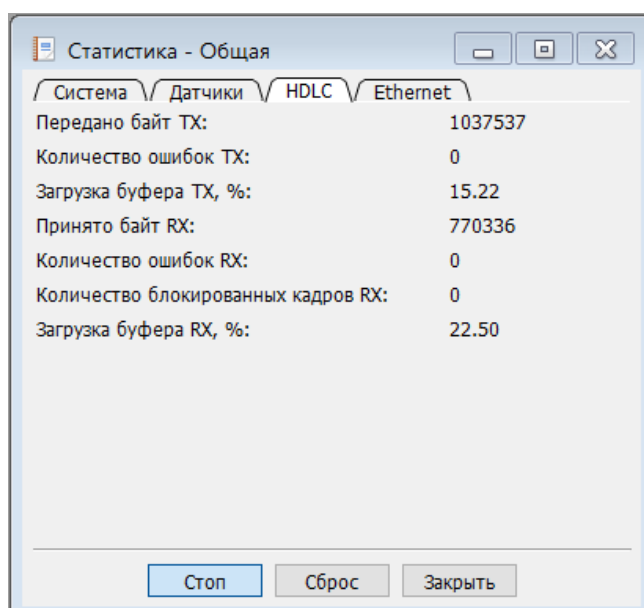 Статистика - Общая
Система Датчики HDLC Ethernet
Передано байт TX: 1037537
Количество ошибок TX: 0
Загрузка буфера TX, %: 15.22
Принято байт RX: 770336
Количество ошибок RX: 0
Количество блокированных кадров RX: 0
Загрузка буфера RX, %: 22.50
Стоп Сброс Закрыть